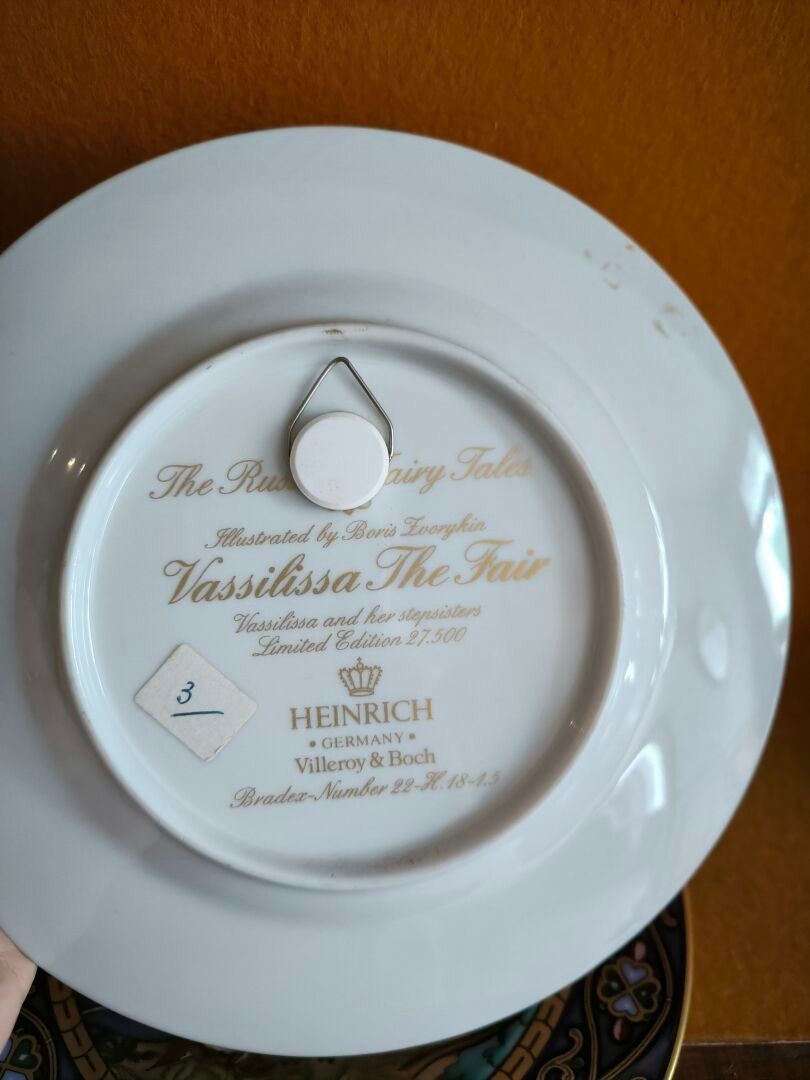 The Rus Fairy Tales
Illustrated by Boris Zvorykin
Vassilissa The Fair
Vassilissa and her stepsisters
Limited Edition 27.500
HEINRICH
• GERMANY •
Villeroy & Boch
Bradex-Number 22-H.18-1.5
3